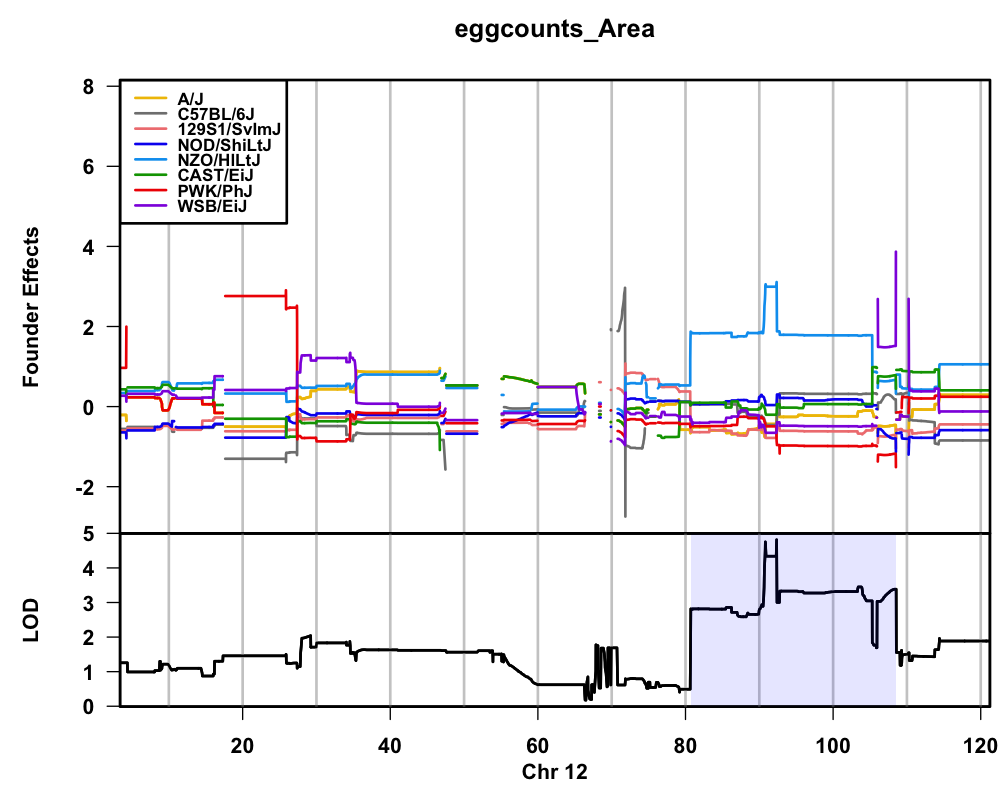 eggcounts_Area
8
6
4
2
0
-2
Founder Effects
A/J
C57BL/6J
129S1/SvImJ
NOD/ShiLtJ
NZO/HlLtJ
CAST/EiJ
PWK/PhJ
WSB/EiJ
5
4
3
2
1
0
LOD
20 40 60 80 100 120
Chr 12